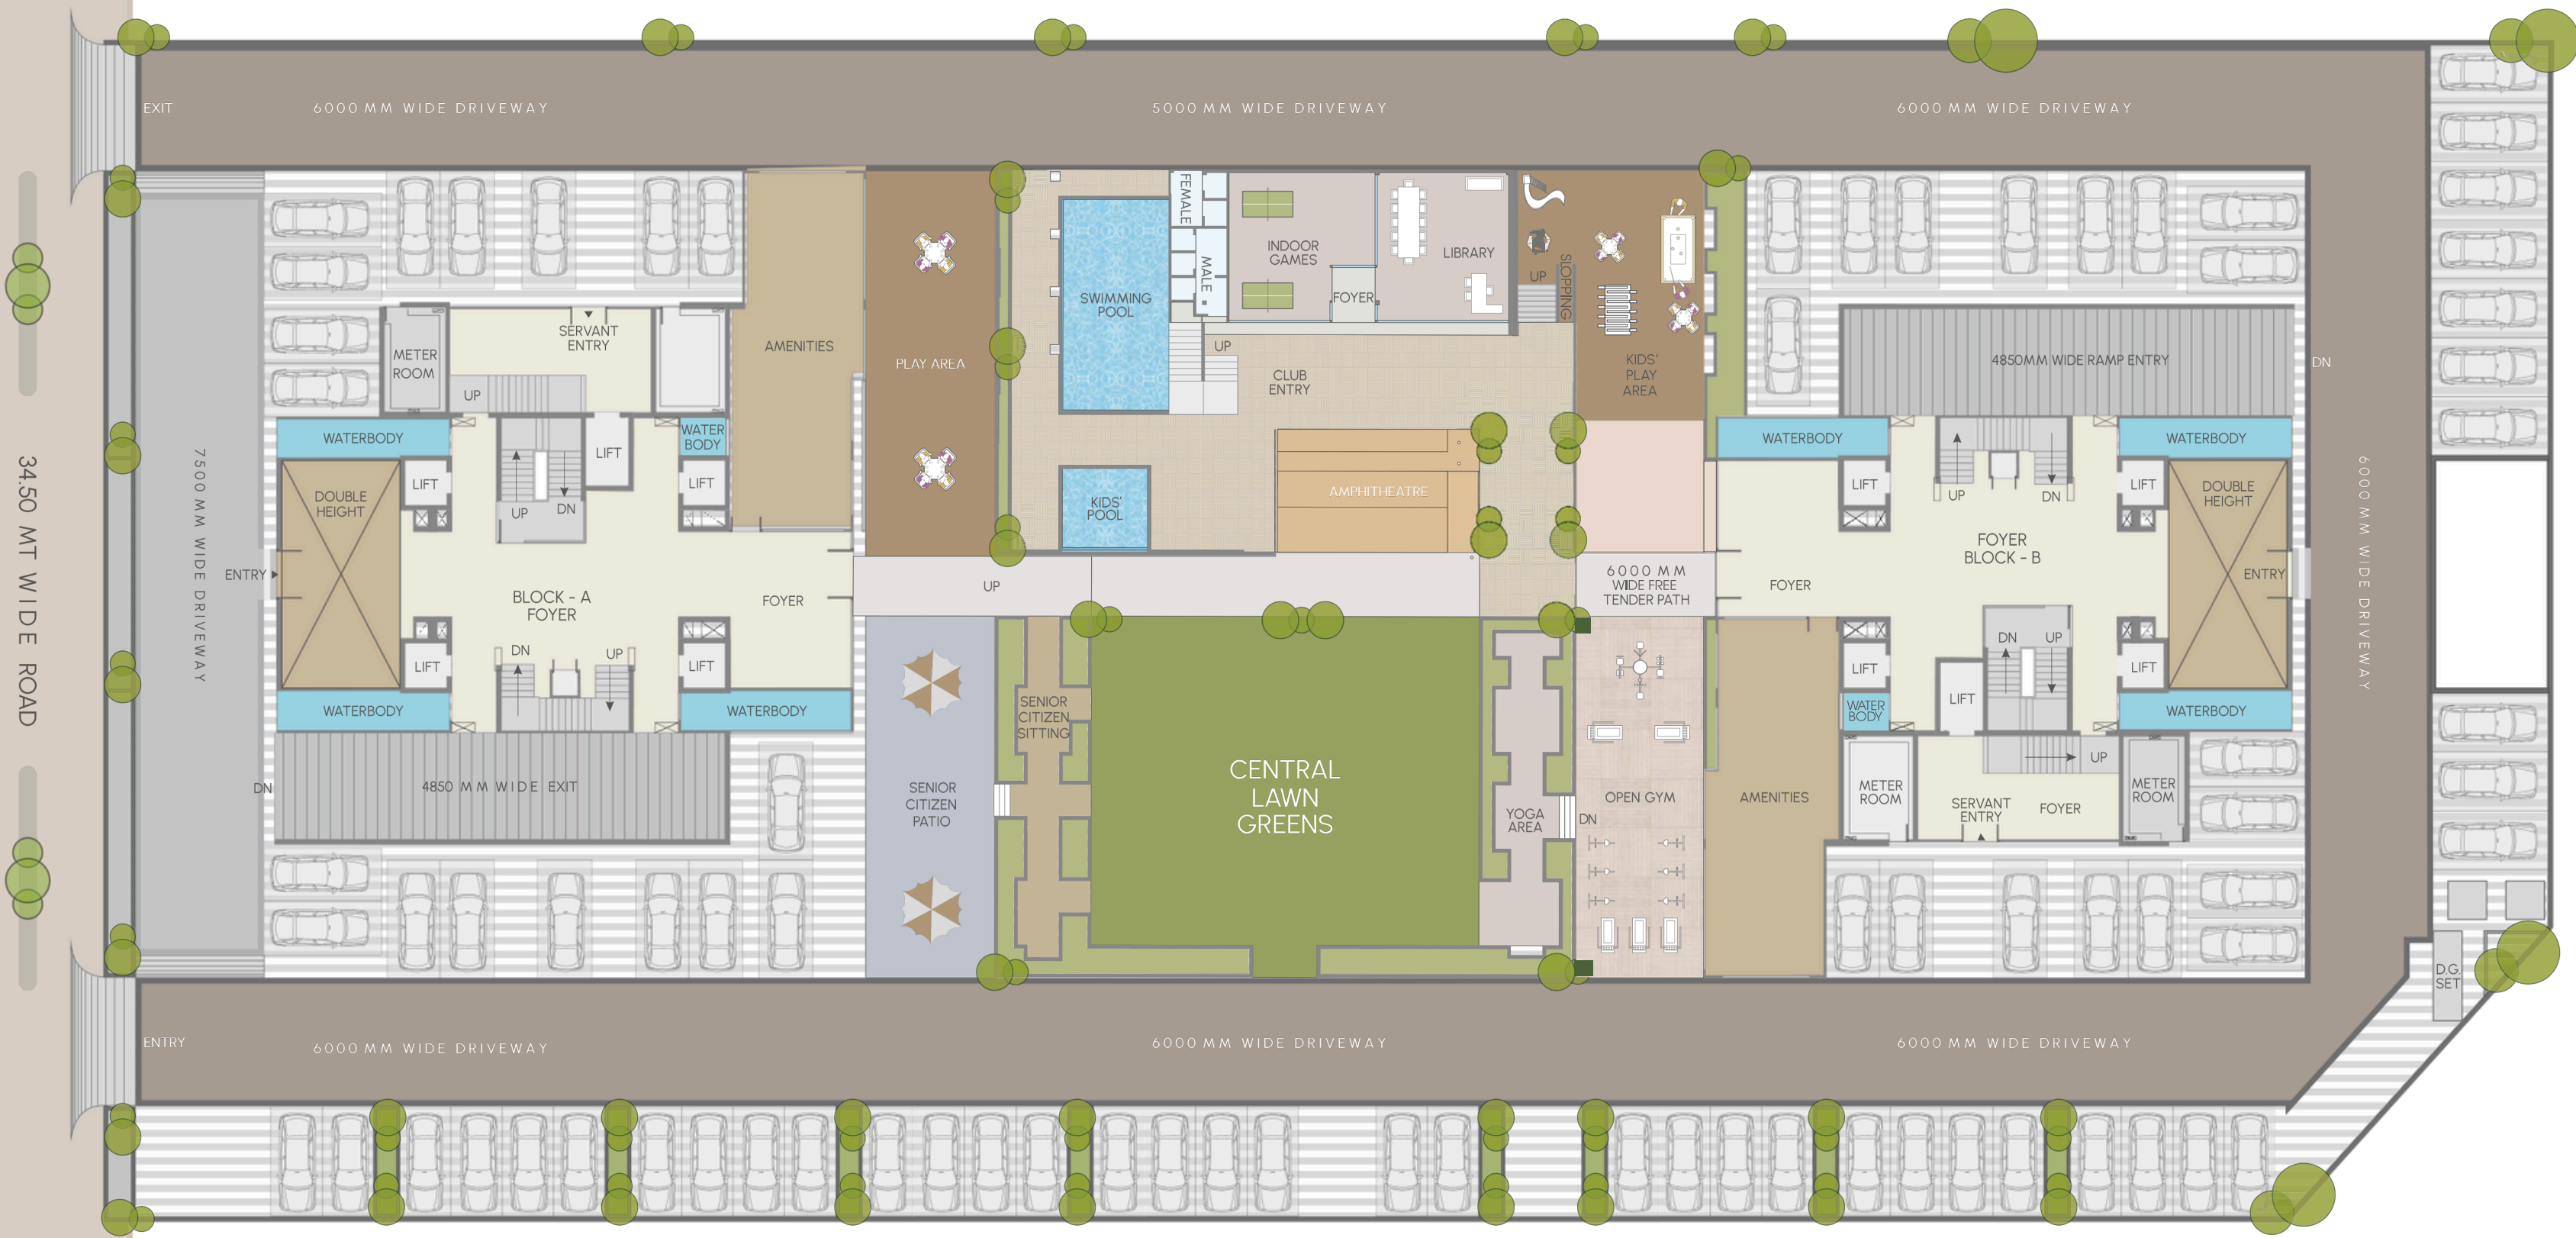 EXIT
6000 MM WIDE DRIVEWAY
5000 MM WIDE DRIVEWAY
6000 MM WIDE DRIVEWAY
34.50 MT WIDE ROAD
7500 MM WIDE DRIVEWAY
METER
ROOM
SERVANT
ENTRY
UP
AMENITIES
PLAY AREA
WATERBODY
WATER
BODY
LIFT
LIFT
LIFT
DOUBLE
HEIGHT
UP
DN
ENTRY
BLOCK - A
FOYER
FOYER
DN
UP
LIFT
LIFT
WATERBODY
WATERBODY
DN
4850 MM WIDE EXIT
SWIMMING
POOL
FEMALE
MALE
INDOOR
GAMES
FOYER
LIBRARY
UP
CLUB
ENTRY
KIDS'
POOL
AMPHITHEATRE
UP
SLOPPING
KIDS'
PLAY
AREA
UP
6000 MM
WIDE FREE
TENDER PATH
SENIOR
CITIZEN
PATIO
SENIOR
CITIZEN
SITTING
CENTRAL
LAWN
GREENS
YOGA
AREA
DN
OPEN GYM
AMENITIES
4850MM WIDE RAMP ENTRY
DN
WATERBODY
WATERBODY
LIFT
UP
DN
LIFT
DOUBLE
HEIGHT
FOYER
BLOCK - B
FOYER
ENTRY
DN
UP
LIFT
LIFT
LIFT
WATER
BODY
WATERBODY
METER
ROOM
SERVANT
ENTRY
FOYER
UP
METER
ROOM
6000 MM WIDE DRIVEWAY
D.G.
SET
ENTRY
6000 MM WIDE DRIVEWAY
6000 MM WIDE DRIVEWAY
6000 MM WIDE DRIVEWAY